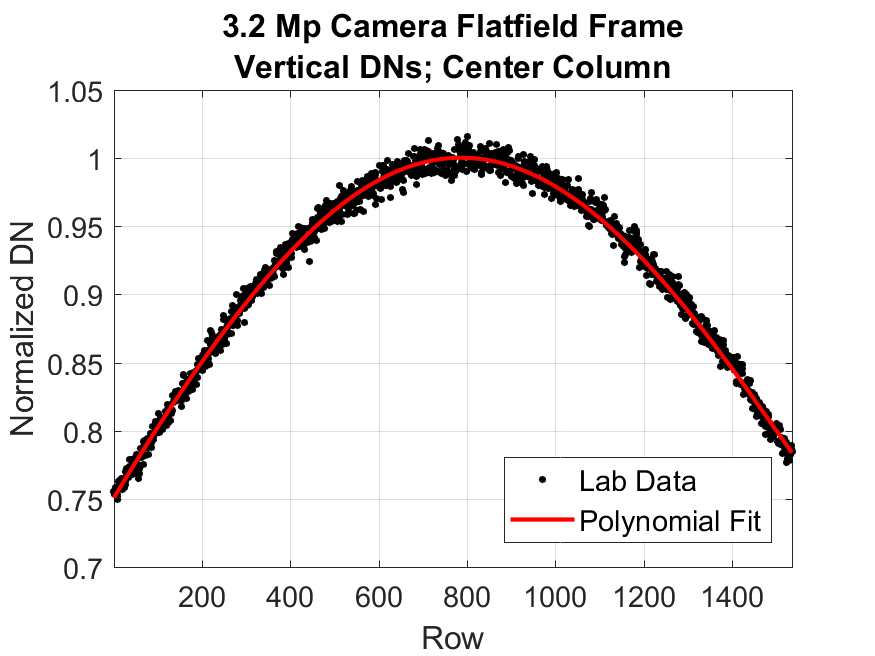 3.2 Mp Camera Flatfield Frame
Vertical DNs; Center Column
1.05
1
0.95
0.9
0.85
0.8
0.75
0.7
Normalized DN
Lab Data
Polynomial Fit
200 400 600 800 1000 1200 1400
Row